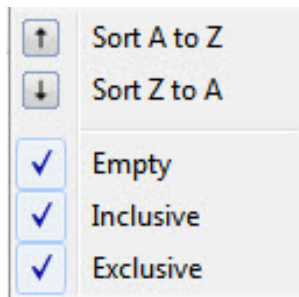 Sort A to Z
Sort Z to A
Empty
Inclusive
Exclusive